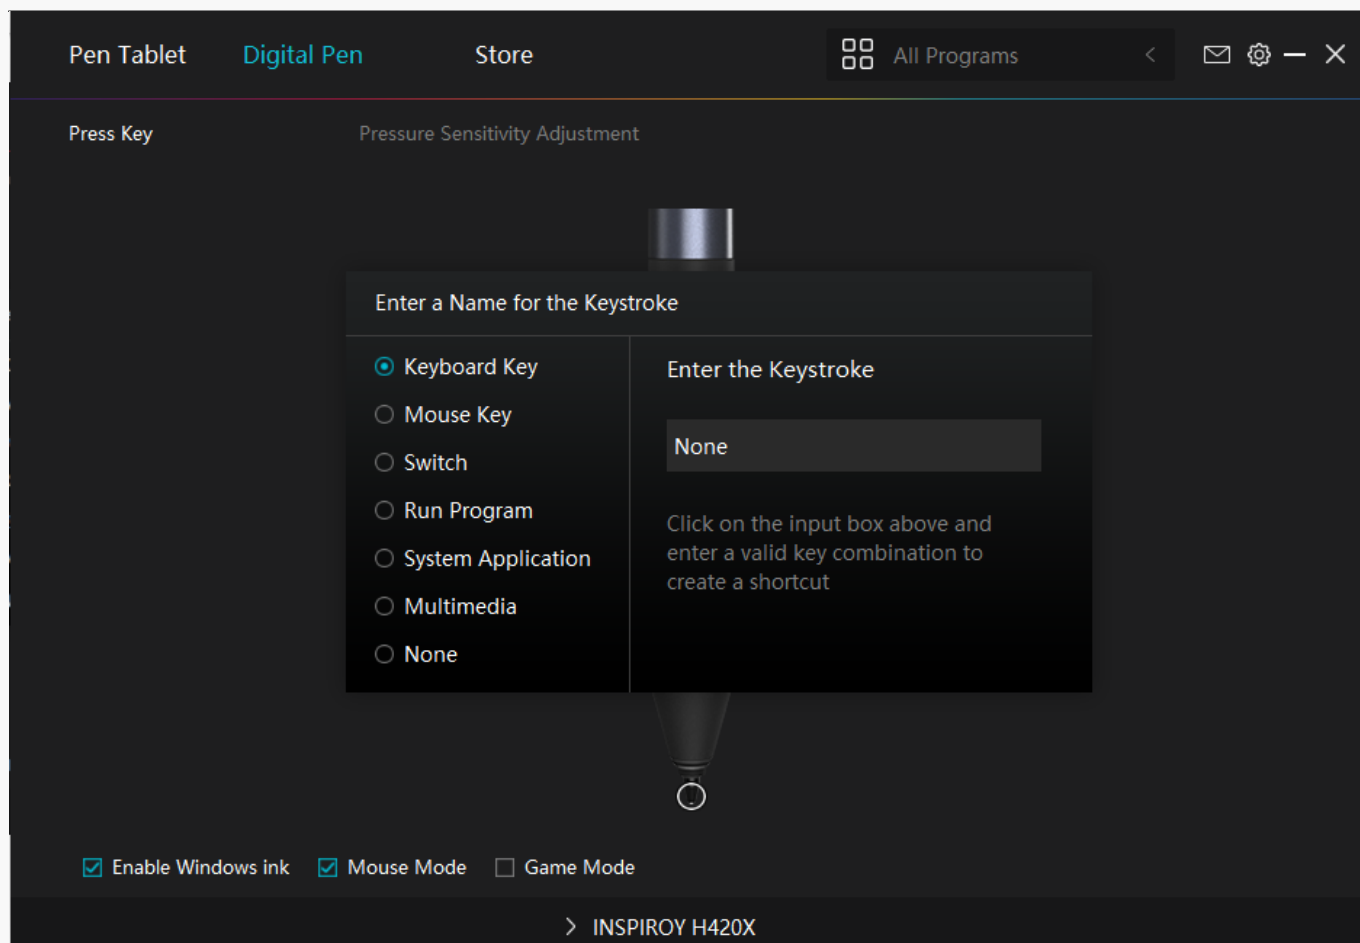 Pen Tablet Digital Pen Store All Programs
Press Key Pressure Sensitivity Adjustment
Enter a Name for the Keystroke
Keyboard Key
Mouse Key
Switch
Run Program
System Application
Multimedia
None
Enter the Keystroke
None
Click on the input box above and
enter a valid key combination to
create a shortcut
Enable Windows ink Mouse Mode Game Mode
INSPIROY H420X